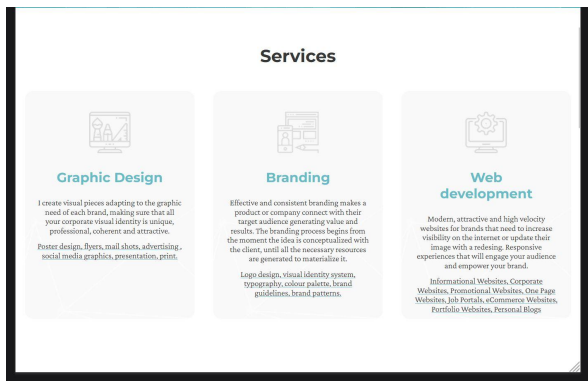 Services
Graphic Design
I create visual pieces adapting to the graphic
need of each brand, making sure that all
your corporate visual identity is unique,
professional, coherent and attractive.
Poster design, flyers, mail shots, advertising ,
social media graphics, presentation, print.
Branding
Effective and consistent branding makes a
product or company connect with their
target audience generating value and
results. The branding process begins from
the moment the idea is conceptualized with
the client, until all the necessary resources
are generated to materialize it.
Logo design, visual identity system,
typography, colour palette, brand
guidelines, brand patterns.
Web
development
Modern, attractive and high velocity
websites for brands that need to increase
visibility on the internet or update their
image with a redesing. Responsive
experiences that will engage your audience
and empower your brand.
Informational Websites, Corporate
Websites, Promotional Websites, One Page
Websites, Job Portals, eCommerce Websites,
Portfolio Websites, Personal Blogs